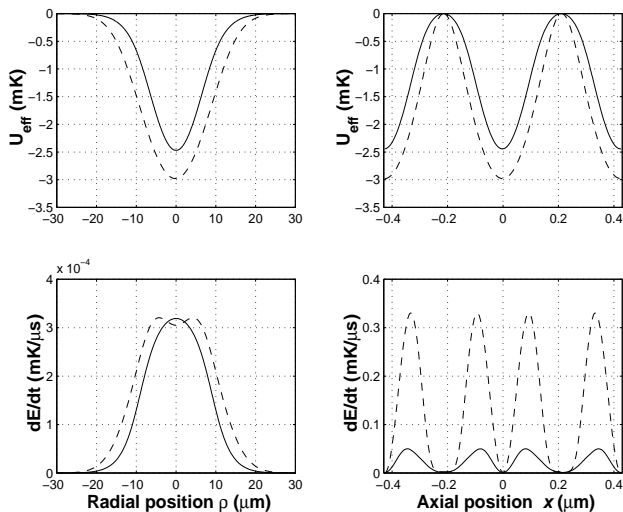 0
−0.5
−1
−1.5
−2
−2.5
−3
−3.5
U_eff (mK)
−30 −20 −10 0 10 20 30
0
−0.5
−1
−1.5
−2
−2.5
−3
−3.5
U_eff (mK)
−0.4 −0.2 0 0.2 0.4
x 10⁻⁴
4
3
2
1
0
dE/dt (mK/μs)
−30 −20 −10 0 10 20 30
Radial position ρ (μm)
0.4
0.3
0.2
0.1
0
dE/dt (mK/μs)
−0.4 −0.2 0 0.2 0.4
Axial position x (μm)